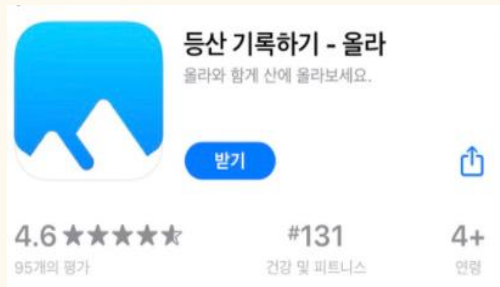 등산 기록하기 - 올라
올라와 함께 산에 올라보세요.
받기
4.6
#131
4+
95개의 평가
건강 및 피트니스
연령